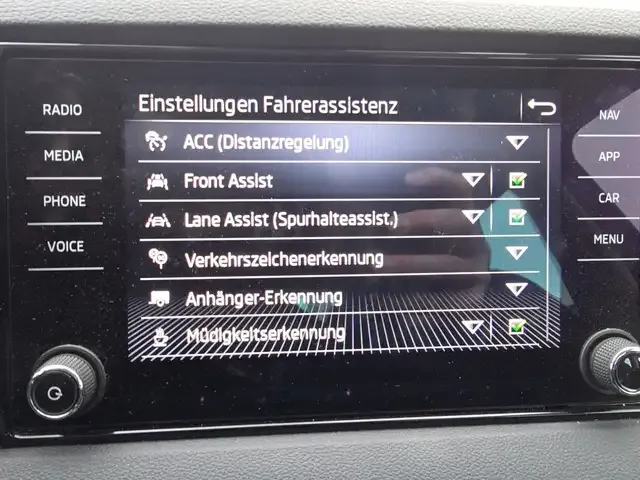 Einstellungen Fahrerassistenz
RADIO
MEDIA
PHONE
VOICE
ACC (Distanzregelung)
Front Assist
Lane Assist (Spurhalteassist.)
Verkehrszeichenerkennung
Anhänger-Erkennung
Müdigkeitserkennung
NAV
APP
CAR
MENU